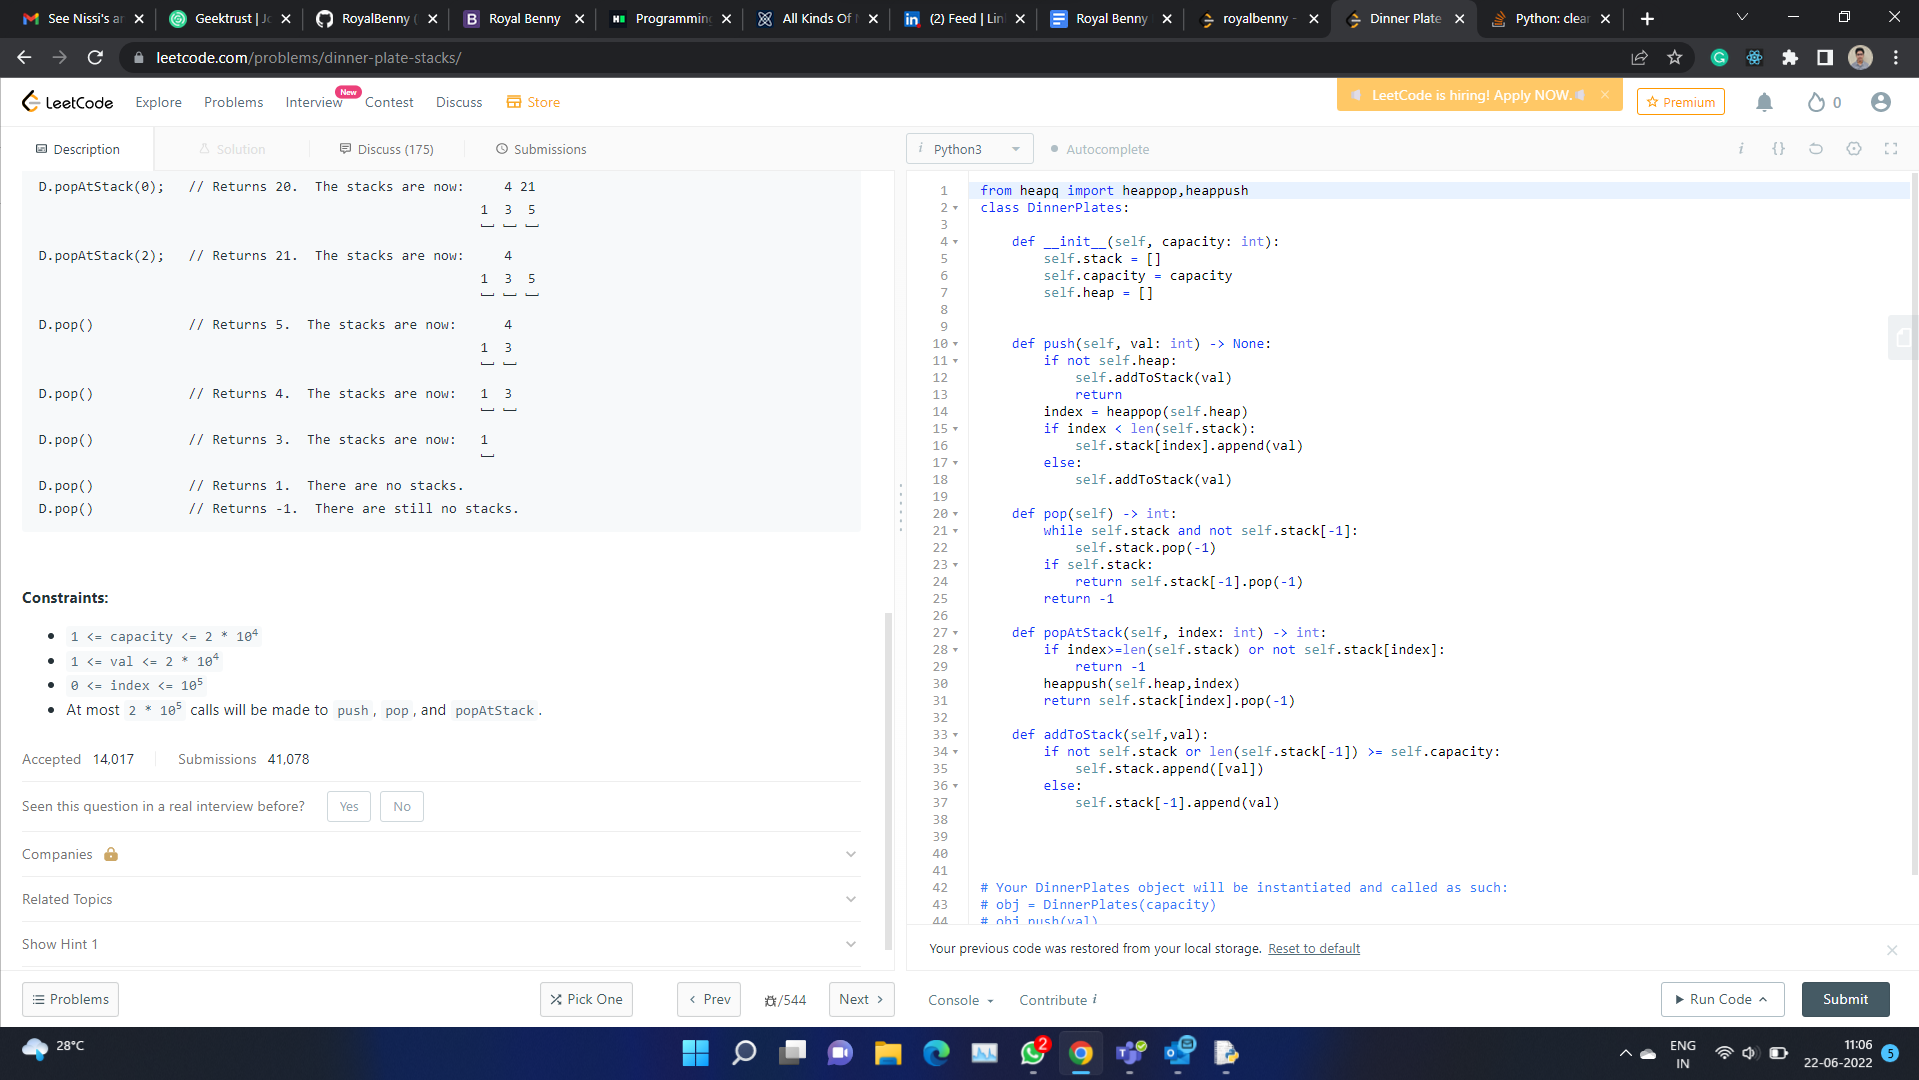 See Nissi's ar
Geektrust | Jo
RoyalBenny (
Royal Benny
Programming
All Kinds Of
(2) Feed | Lin
Royal Benny
royalbenny -
Dinner Plate
Python: clear
leetcode.com/problems/dinner-plate-stacks/
LeetCode
Explore
Problems
Interview
New
Contest
Discuss
Store
LeetCode is hiring! Apply NOW.
Premium
0
Description
Solution
Discuss (175)
Submissions
Python3
Autocomplete
D.popAtStack(0);   // Returns 20.  The stacks are now:     4 21
1  3  5
D.popAtStack(2);   // Returns 21.  The stacks are now:     4
1  3  5
D.pop()            // Returns 5.  The stacks are now:      4
1  3
D.pop()            // Returns 4.  The stacks are now:   1  3
D.pop()            // Returns 3.  The stacks are now:   1
D.pop()            // Returns 1.  There are no stacks.
D.pop()            // Returns -1.  There are still no stacks.
Constraints:
1 <= capacity <= 2 * 10⁴
1 <= val <= 2 * 10⁴
0 <= index <= 10⁵
At most 2 * 10⁵ calls will be made to push, pop, and popAtStack.
Accepted 14,017 Submissions 41,078
Seen this question in a real interview before? Yes No
Companies
Related Topics
Show Hint 1
Problems
Pick One
Prev
/544
Next
1 from heapq import heappop,heappush
2 class DinnerPlates:
3
4     def __init__(self, capacity: int):
5         self.stack = []
6         self.capacity = capacity
7         self.heap = []
8
9
10     def push(self, val: int) -> None:
11         if not self.heap:
12             self.addToStack(val)
13             return
14         index = heappop(self.heap)
15         if index < len(self.stack):
16             self.stack[index].append(val)
17         else:
18             self.addToStack(val)
19
20     def pop(self) -> int:
21         while self.stack and not self.stack[-1]:
22             self.stack.pop(-1)
23         if self.stack:
24             return self.stack[-1].pop(-1)
25         return -1
26
27     def popAtStack(self, index: int) -> int:
28         if index>=len(self.stack) or not self.stack[index]:
29             return -1
30         heappush(self.heap,index)
31         return self.stack[index].pop(-1)
32
33     def addToStack(self,val):
34         if not self.stack or len(self.stack[-1]) >= self.capacity:
35             self.stack.append([val])
36         else:
37             self.stack[-1].append(val)
38
39
40
41
42 # Your DinnerPlates object will be instantiated and called as such:
43 # obj = DinnerPlates(capacity)
44 # obj.push(val)
Your previous code was restored from your local storage. Reset to default
Console
Contribute
Run Code
Submit
28°C
2
ENG
IN
11:06
22-06-2022
5